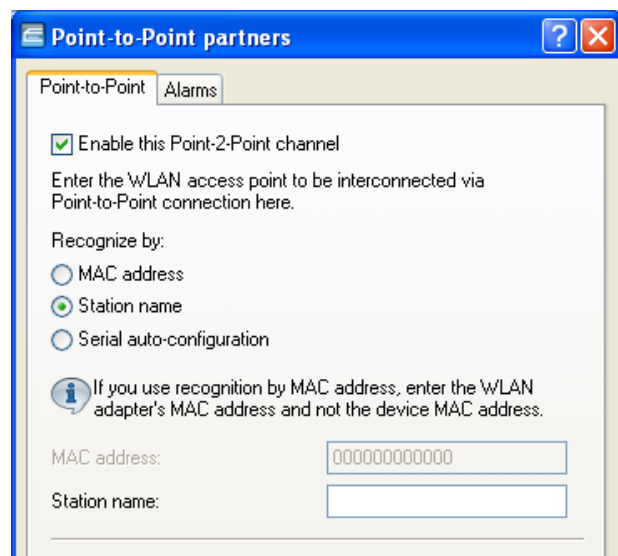 Point-to-Point partners
Point-to-Point Alarms
Enable this Point-2-Point channel
Enter the WLAN access point to be interconnected via
Point-to-Point connection here.
Recognize by:
MAC address
Station name
Serial auto-configuration
If you use recognition by MAC address, enter the WLAN
adapter's MAC address and not the device MAC address.
MAC address: 000000000000
Station name: